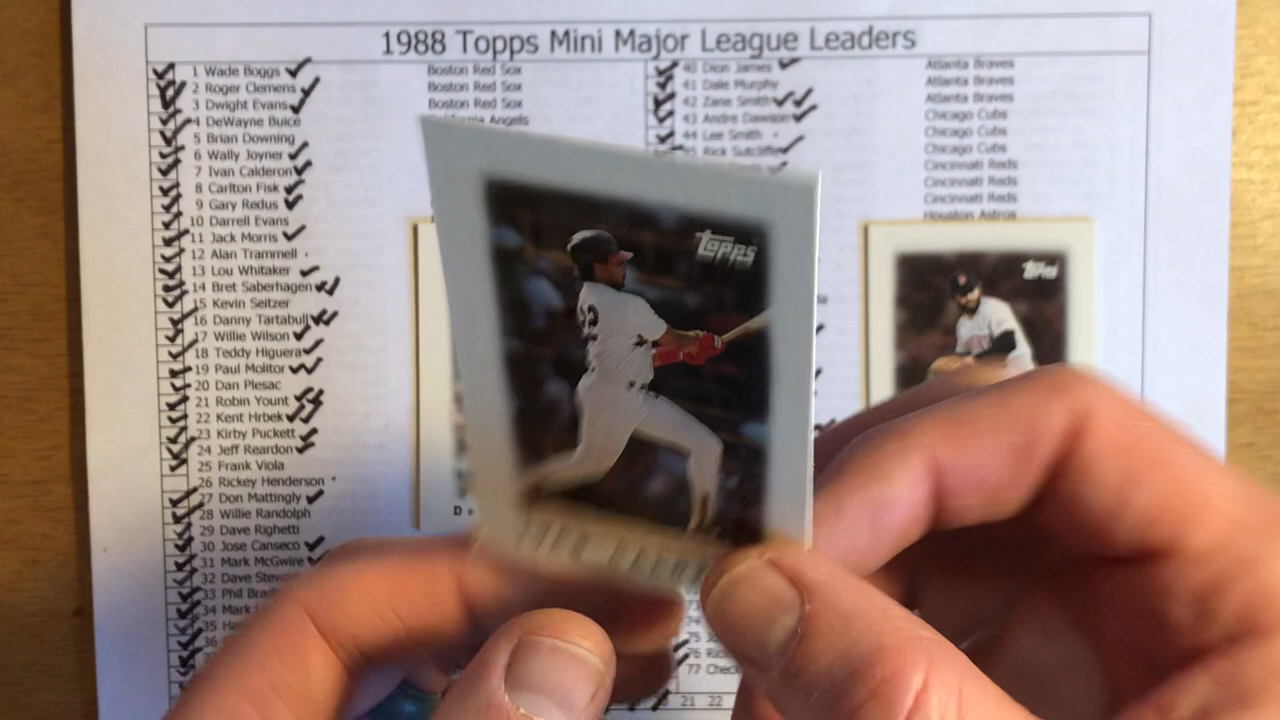 1988 Topps Mini Major League Leaders
1 Wade Boggs Boston Red Sox
2 Roger Clemens Boston Red Sox
3 Dwight Evans Boston Red Sox
4 DeWayne Buice Angels
5 Brian Downing
6 Wally Joyner
7 Ivan Calderon
8 Carlton Fisk
9 Gary Redus
10 Darrell Evans
11 Jack Morris
12 Alan Trammell
13 Lou Whitaker
14 Bret Saberhagen
15 Kevin Seitzer
16 Danny Tartabull
17 Willie Wilson
18 Teddy Higuera
19 Paul Molitor
20 Dan Plesac
21 Robin Yount
22 Kent Hrbek
23 Kirby Puckett
24 Jeff Reardon
25 Frank Viola
26 Rickey Henderson
27 Don Mattingly
28 Willie Randolph
29 Dave Righetti
30 Jose Canseco
31 Mark McGwire
32 Dave Stew
33 Phil Brad
34 Mark
35
36
40 Dion James Atlanta Braves
41 Dale Murphy Atlanta Braves
42 Zane Smith Atlanta Braves
43 Andre Dawson Chicago Cubs
44 Lee Smith Chicago Cubs
Rick Sutcliffe Chicago Cubs
Cincinnati Reds
Cincinnati Reds
Cincinnati Reds
Houston Astros
topps
Topps
D
75
76 Ric
77 Check
21 22